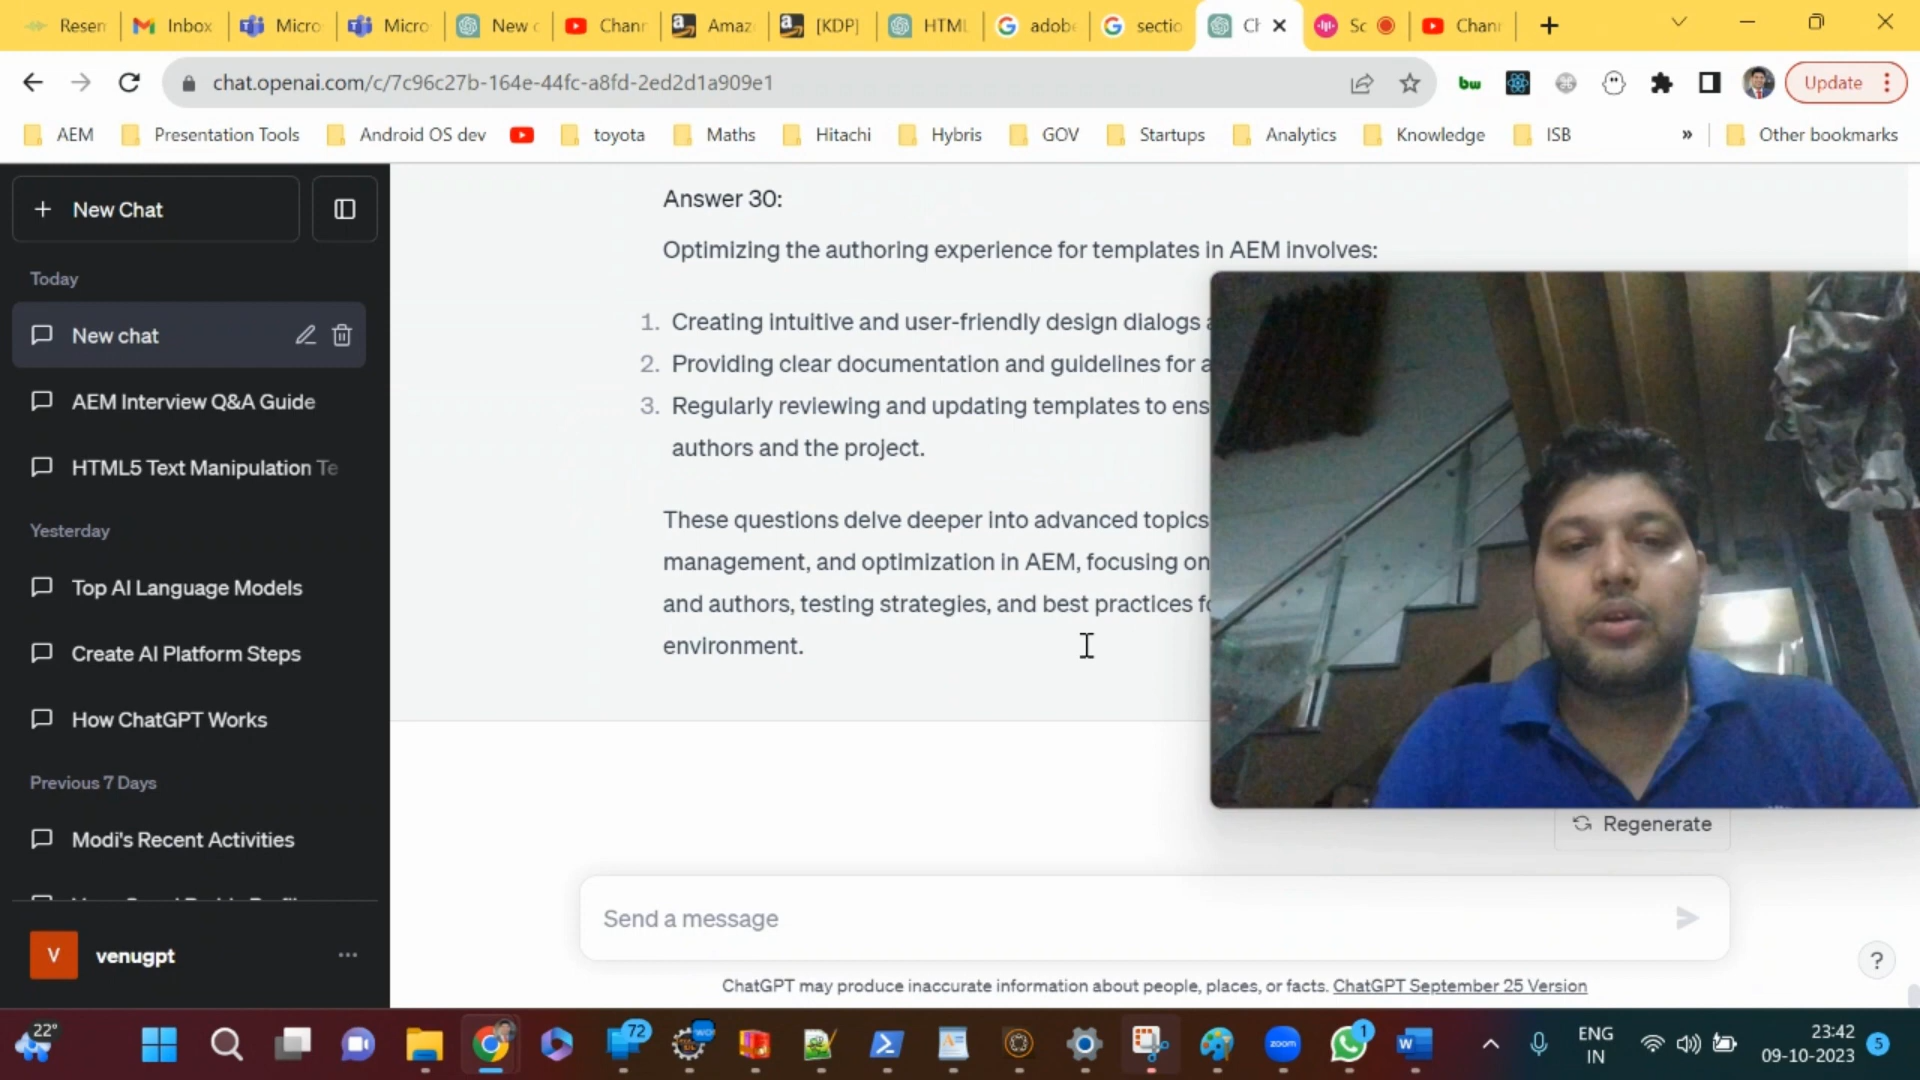 Resen
Inbox
Micro
Micro
New c
Chann
Amaz
[KDP]
HTML
adobe
sectio
Ch
Sc
Chann
chat.openai.com/c/7c96c27b-164e-44fc-a8fd-2ed2d1a909e1
bw
Update
AEM
Presentation Tools
Android OS dev
toyota
Maths
Hitachi
Hybris
GOV
Startups
Analytics
Knowledge
ISB
»
Other bookmarks
+ New Chat
Today
New chat
AEM Interview Q&A Guide
HTML5 Text Manipulation Te
Yesterday
Top AI Language Models
Create AI Platform Steps
How ChatGPT Works
Previous 7 Days
Modi's Recent Activities
V
venugpt
...
Answer 30:
Optimizing the authoring experience for templates in AEM involves:
1. Creating intuitive and user-friendly design dialogs
2. Providing clear documentation and guidelines for a
3. Regularly reviewing and updating templates to ens
authors and the project.
These questions delve deeper into advanced topics
management, and optimization in AEM, focusing on
and authors, testing strategies, and best practices fo
environment.
Regenerate
Send a message
?
ChatGPT may produce inaccurate information about people, places, or facts. ChatGPT September 25 Version
22°
72
zoom
1
W
ENG
IN
23:42
09-10-2023
5